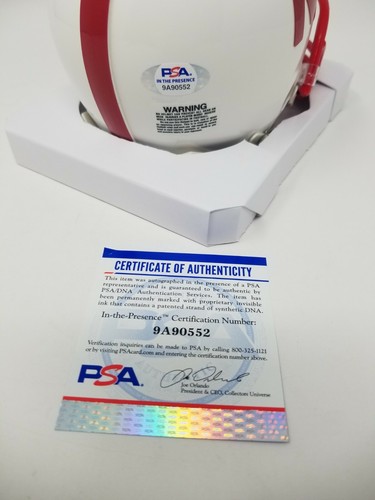 PSA.
IN THE PRESENCE
9A90552
WARNING
CERTIFICATE OF AUTHENTICITY
This item was autographed in the presence of a PSA
representative and is guaranteed to be authentic by
PSA/DNA Authentication Services. The item has
been permanently marked with proprietary invisible
ink that contains a patented strand of synthetic DNA.
In-the-Presence™ Certification Number:
9A90552
Verification inquiries can be made to PSA by calling 800-325-1121
or by visiting PSAcard.com and entering the certification number above.
PSA.
Joe Orlando
President & CEO, Collectors Universe